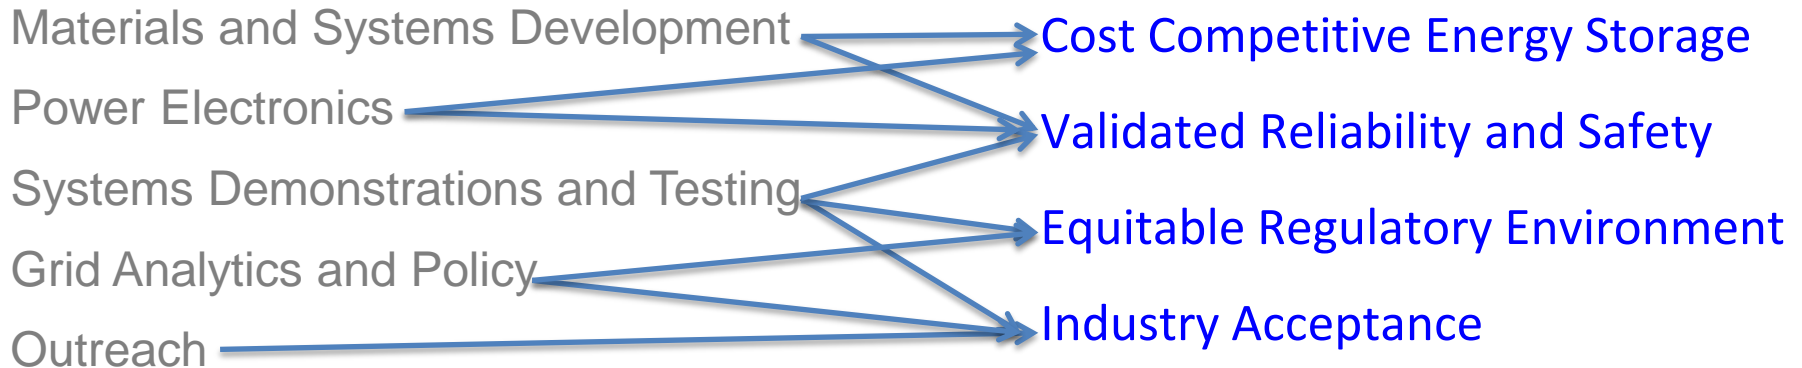 Materials and Systems Development
Power Electronics
Systems Demonstrations and Testing
Grid Analytics and Policy
Outreach
Cost Competitive Energy Storage
Validated Reliability and Safety
Equitable Regulatory Environment
Industry Acceptance